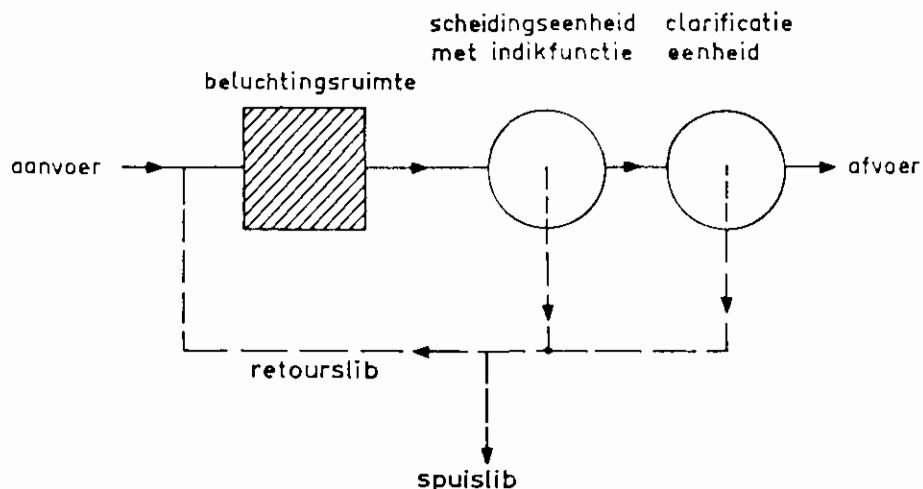 scheidingseenheid
met indikfunctie
clarificatie
eenheid
beluchtingsruimte
aanvoer
afvoer
retourslib
spuislib